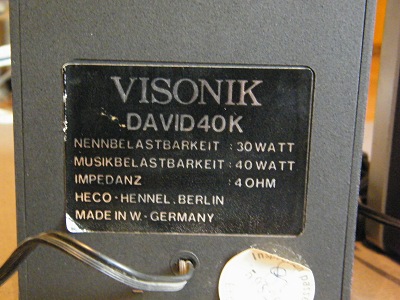 VISONIK
DAVID 40K
NENNBELASTBARKEIT : 30 WATT
MUSIKBELASTBARKEIT : 40 WATT
IMPEDANZ : 4 OHM
HECO - HENNEL. BERLIN
MADE IN W.- GERMANY